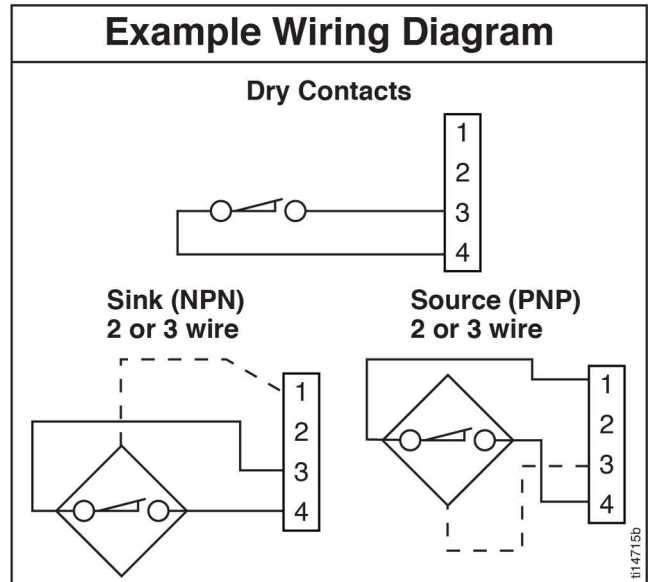 Example Wiring Diagram
Dry Contacts
1
2
3
4
Sink (NPN)
2 or 3 wire
1
2
3
4
Source (PNP)
2 or 3 wire
1
2
3
4
ti14715b